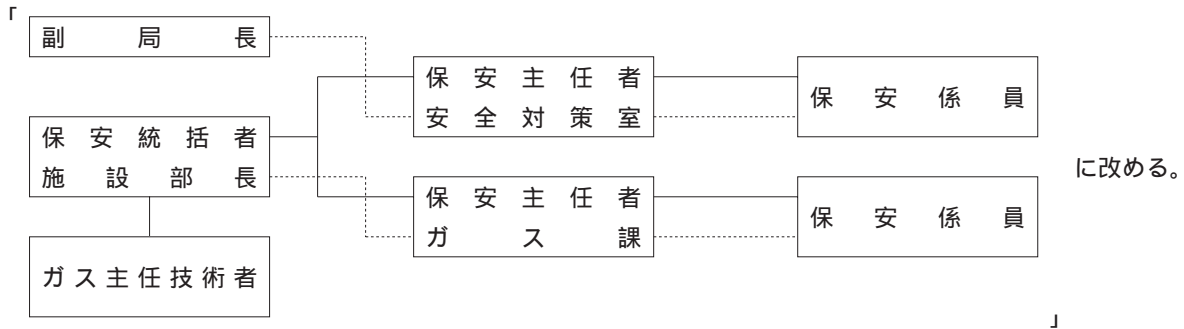 「
副局長
保安主任者
安全対策室
保安係員
保安統括者
施設部長
に改める。
保安主任者
ガス課
保安係員
ガス主任技術者
」